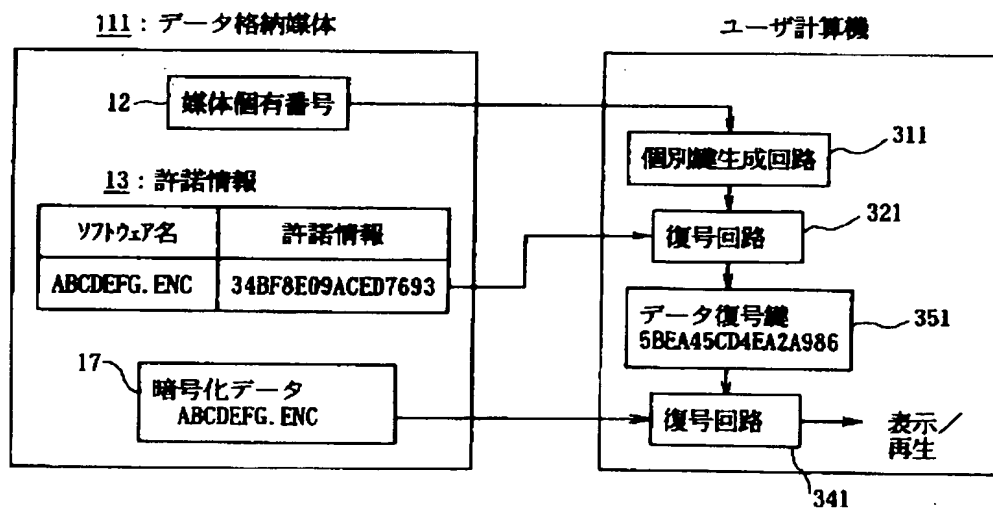 111：データ格納媒体
ユーザ計算機
12
媒体個有番号
311
個別鍵生成回路
13：許諾情報
ソフトウェア名
許諾情報
321
復号回路
ABCDEFG.ENC
34BF8E09ACED7693
データ復号鍵
5BEA45CD4EA2A986
351
17
暗号化データ
ABCDEFG.ENC
復号回路
表示／
再生
341